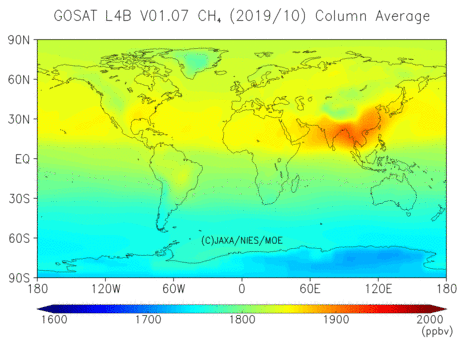 GOSAT L4B V01.07 CH₄ (2019/10) Column Average
90N
60N
30N
EQ
30S
60S
90S
(C)JAXA/NIES/MOE
180 120W 60W 0 60E 120E 180
1600 1700 1800 1900 2000
(ppbv)